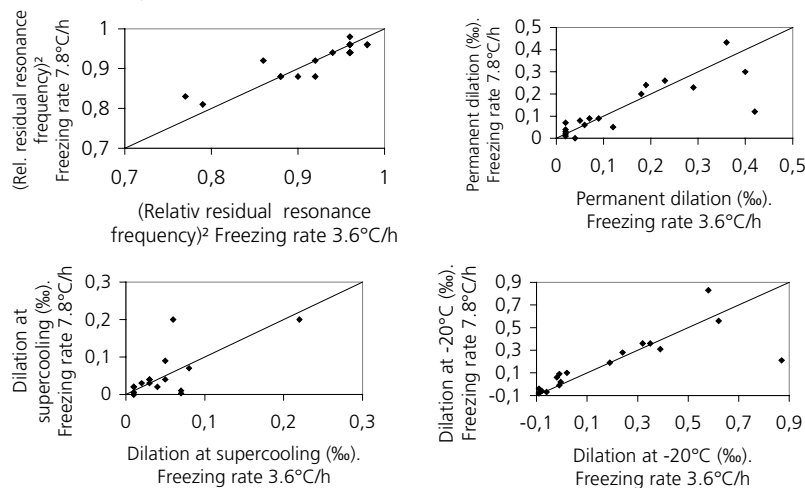 (Rel. residual resonance
frequency)²
Freezing rate 7.8°C/h
1
0,9
0,8
0,7
0,7
0,8
0,9
1
(Relativ residual resonance
frequency)² Freezing rate 3.6°C/h
Permanent dilation (‰).
Freezing rate 7.8°C/h
0,5
0,4
0,3
0,2
0,1
0
0
0,1
0,2
0,3
0,4
0,5
Permanent dilation (‰).
Freezing rate 3.6°C/h
Dilation at
supercooling (‰).
Freezing rate 7.8°C/h
0,3
0,2
0,1
0
0
0,1
0,2
0,3
Dilation at supercooling (‰).
Freezing rate 3.6°C/h
Dilation at -20°C (‰).
Freezing rate 7.8°C/h
0,9
0,7
0,5
0,3
0,1
-0,1
-0,1
0,1
0,3
0,5
0,7
0,9
Dilation at -20°C (‰).
Freezing rate 3.6°C/h